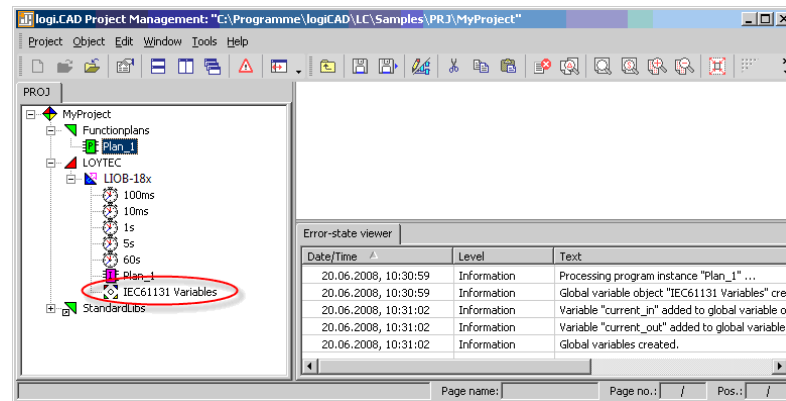 logi.CAD Project Management: "C:\Programme\logiCAD\LC\Samples\PRJ\MyProject"
Project Object Edit Window Tools Help
PROJ
MyProject
Functionplans
Plan_1
LOYTEC
LIOB-18x
100ms
10ms
1s
5s
60s
Plan_1
IEC61131 Variables
StandardLibs
Error-state viewer
Date/Time Level Text
20.06.2008, 10:30:59 Information Processing program instance "Plan_1" ...
20.06.2008, 10:30:59 Information Global variable object "IEC61131 Variables" cre
20.06.2008, 10:31:02 Information Variable "current_in" added to global variable o
20.06.2008, 10:31:02 Information Variable "current_out" added to global variable
20.06.2008, 10:31:02 Information Global variables created.
Page name: Page no.: / Pos.: /